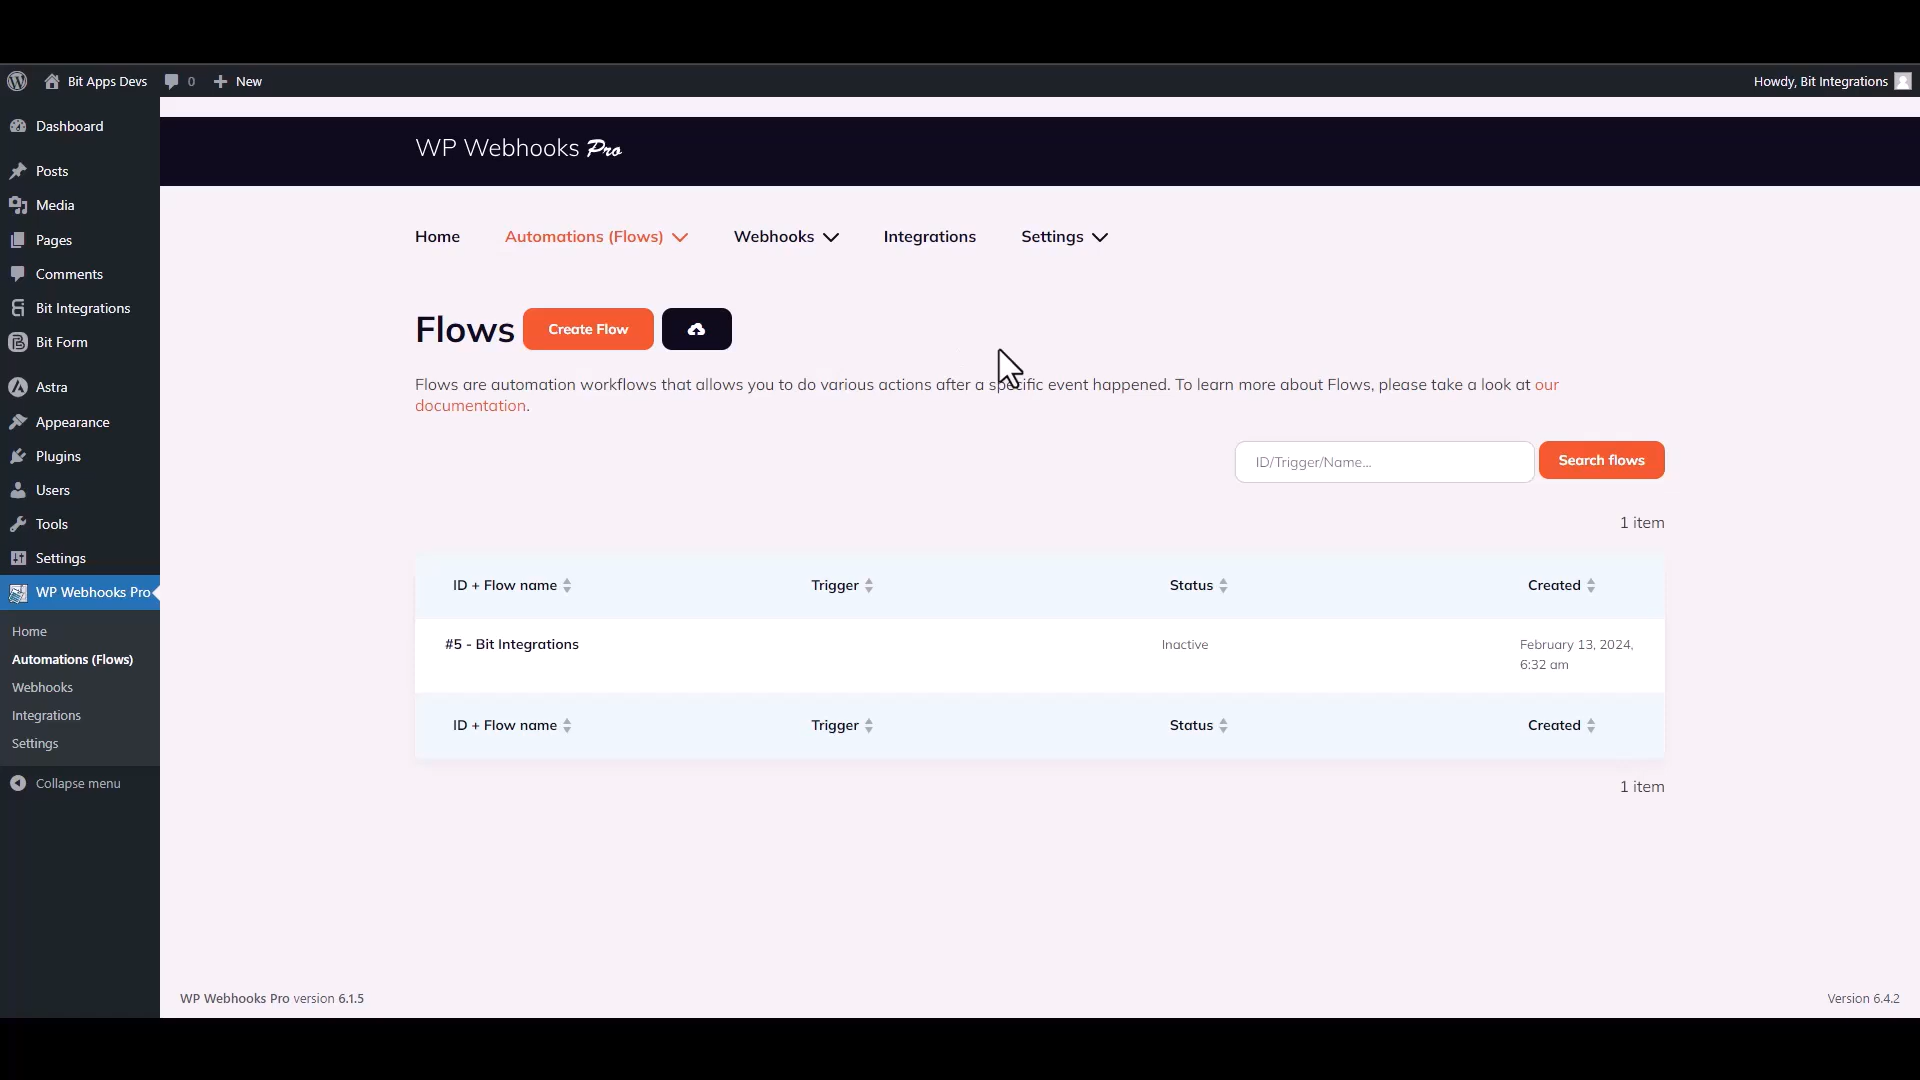 Bit Apps Devs
0
New
Howdy, Bit Integrations
Dashboard
Posts
Media
Pages
Comments
Bit Integrations
Bit Form
Astra
Appearance
Plugins
Users
Tools
Settings
WP Webhooks Pro
Home
Automations (Flows)
Webhooks
Integrations
Settings
Collapse menu
WP Webhooks Pro
Home
Automations (Flows)
Webhooks
Integrations
Settings
Flows
Create Flow
Flows are automation workflows that allows you to do various actions after a specific event happened. To learn more about Flows, please take a look at our
documentation.
ID/Trigger/Name...
Search flows
1 item
ID + Flow name
Trigger
Status
Created
#5 - Bit Integrations
Inactive
February 13, 2024,
6:32 am
ID + Flow name
Trigger
Status
Created
1 item
WP Webhooks Pro version 6.1.5
Version 6.4.2